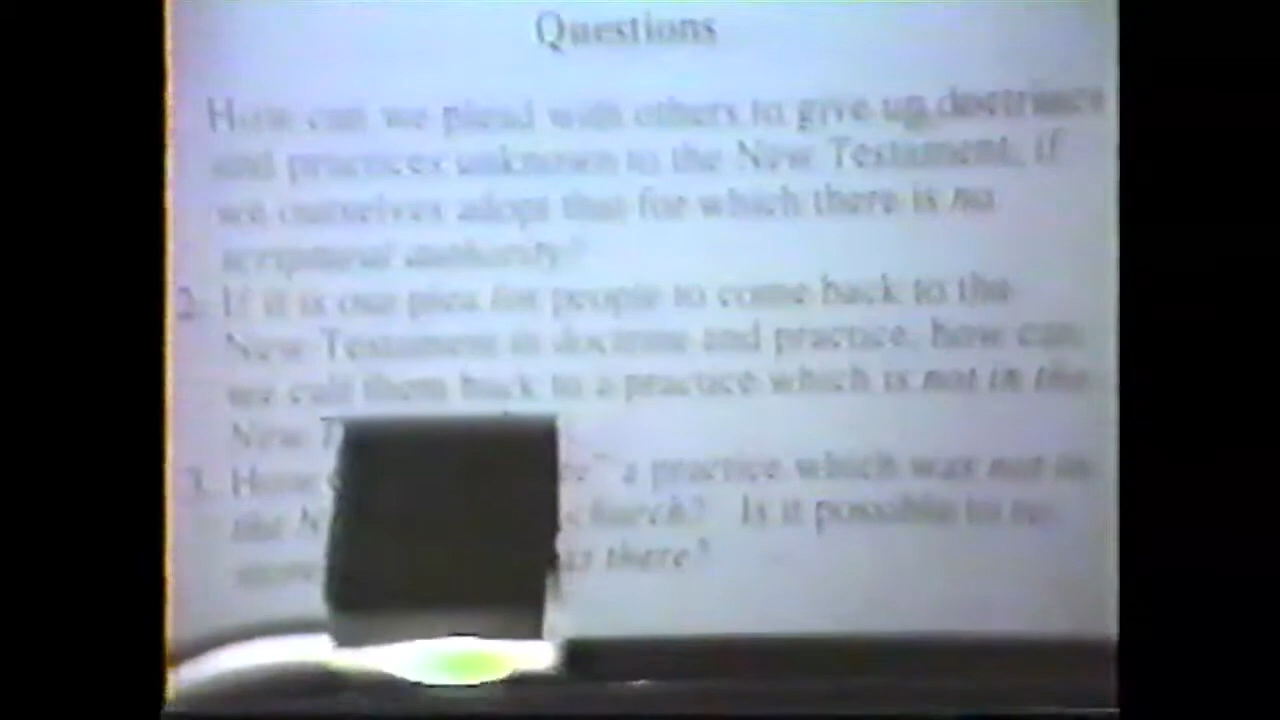 Questions
How can we plead with others to give up doctrines
and practices unknown to the New Testament, if
we ourselves adopt that for which there is no
scriptural authority?
2. If it is our plea for people to come back to the
New Testament in doctrine and practice, how can
we call them back to a practice which is not in the
New T
3. How a practice which was not in
the N church? Is it possible to re-
there?